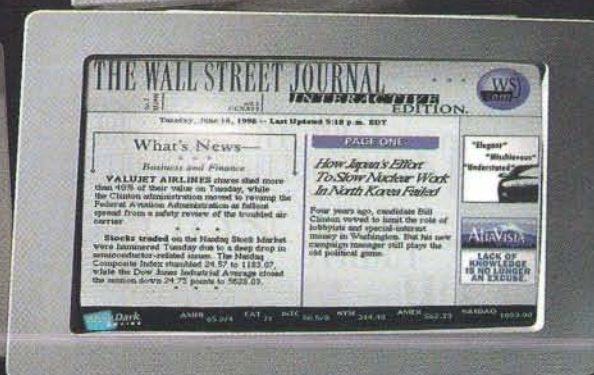 THE WALL STREET JOURNAL
INTERACTIVE
EDITION.
WSJ
.com
Tuesday, June 18, 1996 -- Last Updated 5:18 p.m. EDT
What's News—
Business and Finance
VALUJET AIRLINES shares shed more
than 40% of their value on Tuesday, while
the Clinton administration moved to revamp the
Federal Aviation Administration as fallout
spread from a safety review of the troubled air
carrier.
Stocks traded on the Nasdaq Stock Market
were hammered Tuesday due to a deep drop in
semiconductor-related issues. The Nasdaq
Composite Index stumbled 24.57 to 1183.07,
while the Dow Jones Industrial Average closed
the session down 24.75 points to 5628.03.
PAGE ONE
How Japan's Effort
To Slow Nuclear Work
In North Korea Failed
Four years ago, candidate Bill
Clinton vowed to limit the role of
lobbyists and special-interest
money in Washington. But his new
campaign manager still plays the
old political game.
"Elegant"
"Mischievous"
"Understated"
ALTAVISTA
LACK OF
KNOWLEDGE
IS NO LONGER
AN EXCUSE.
After Dark
ONLINE
CAT
INTC
NYSE
AMEX
NASDAQ